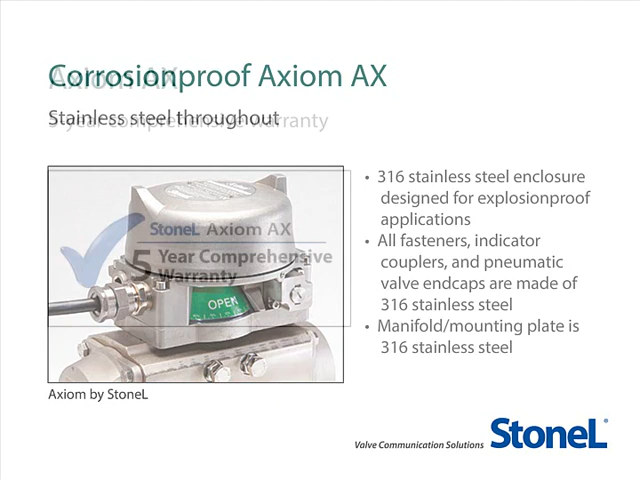 Corrosionproof Axiom AX
Axiom AX
Stainless steel throughout
5-year comprehensive warranty
StoneL Axiom AX
5 Year Comprehensive
Warranty
OPEN
Axiom by StoneL
• 316 stainless steel enclosure
designed for explosionproof
applications
• All fasteners, indicator
couplers, and pneumatic
valve endcaps are made of
316 stainless steel
• Manifold/mounting plate is
316 stainless steel
Valve Communication Solutions StoneL®